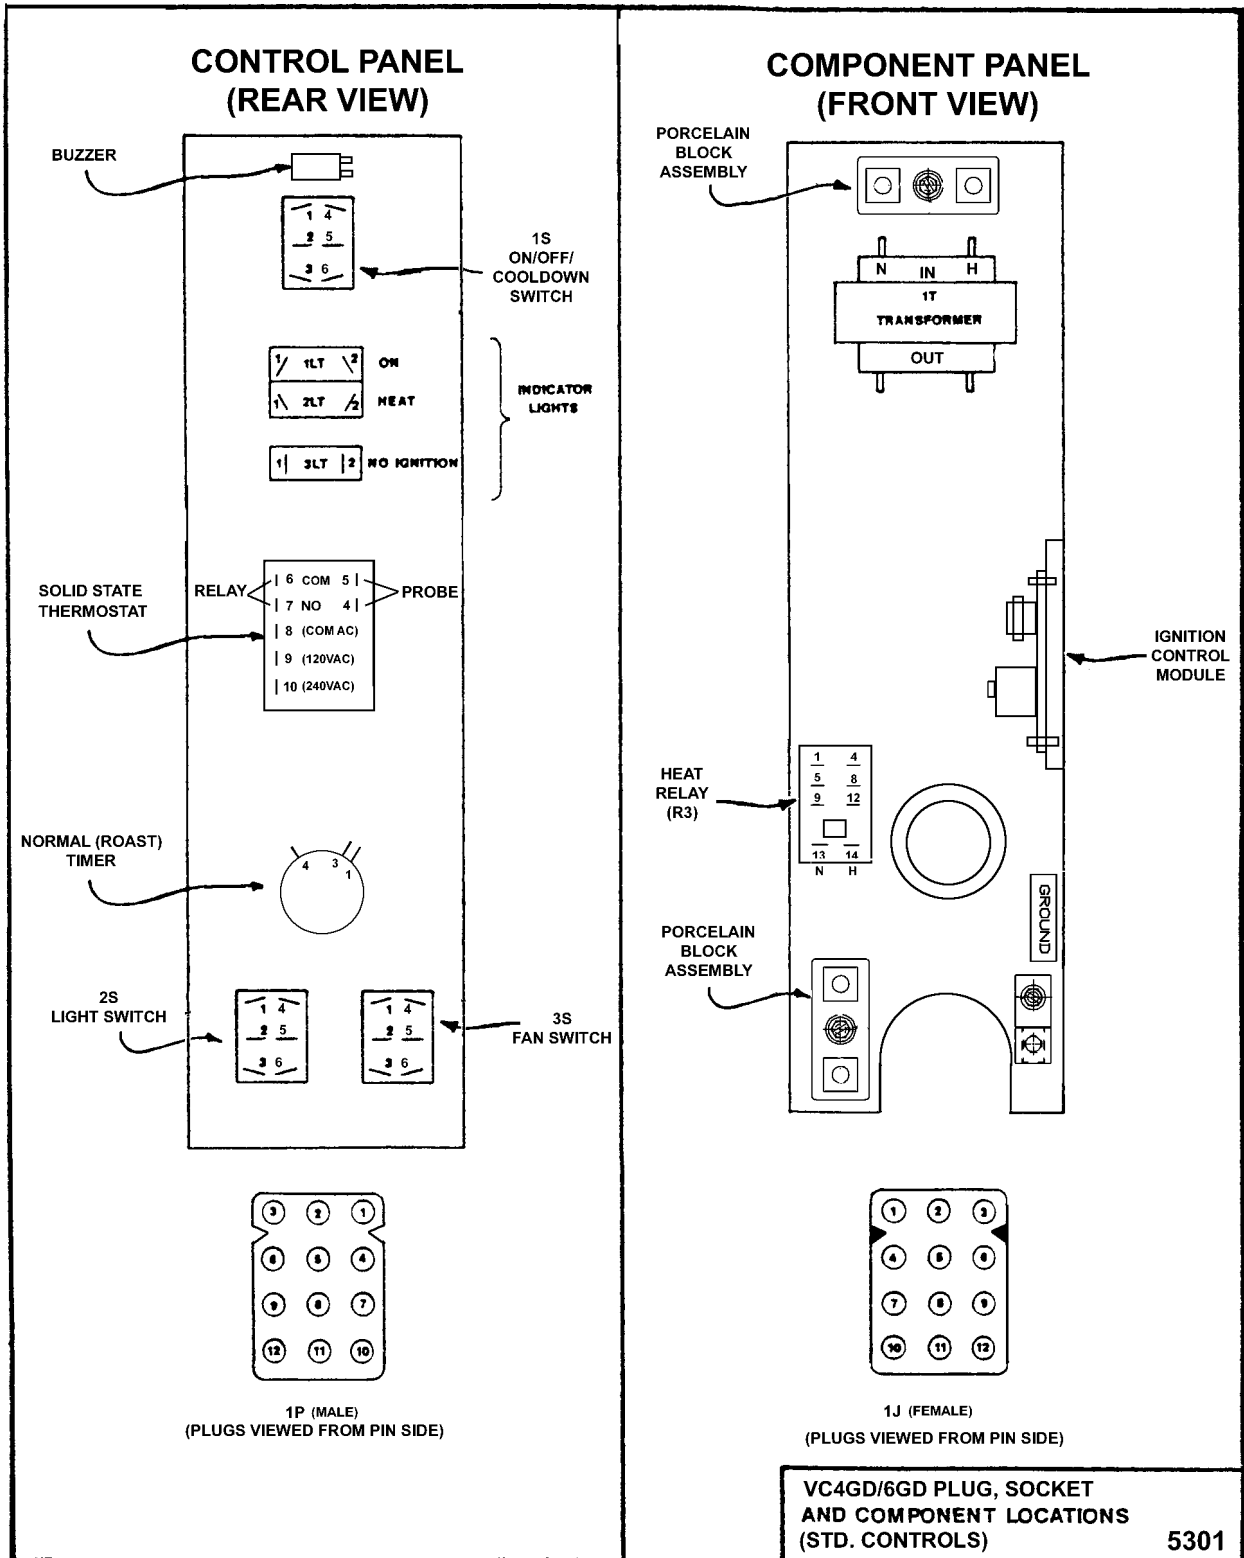 CONTROL PANEL
(REAR VIEW)
BUZZER
1 4
2 5
3 6
1S
ON/OFF/
COOLDOWN
SWITCH
1 1LT 2 ON
1 2LT 2 HEAT
1 3LT 2 NO IGNITION
INDICATOR
LIGHTS
SOLID STATE
THERMOSTAT
RELAY
6 COM 5
7 NO 4
8 (COM AC)
9 (120VAC)
10 (240VAC)
PROBE
NORMAL (ROAST)
TIMER
4 3
1
2S
LIGHT SWITCH
1 4
2 5
3 6
1 4
2 5
3 6
3S
FAN SWITCH
3 2 1
6 5 4
9 8 7
12 11 10
1P (MALE)
(PLUGS VIEWED FROM PIN SIDE)
COMPONENT PANEL
(FRONT VIEW)
PORCELAIN
BLOCK
ASSEMBLY
N IN H
1T
TRANSFORMER
OUT
IGNITION
CONTROL
MODULE
HEAT
RELAY
(R3)
1 4
5 8
9 12
13 14
N H
GROUND
PORCELAIN
BLOCK
ASSEMBLY
1 2 3
4 5 6
7 8 9
10 11 12
1J (FEMALE)
(PLUGS VIEWED FROM PIN SIDE)
VC4GD/6GD PLUG, SOCKET
AND COMPONENT LOCATIONS
(STD. CONTROLS) 5301